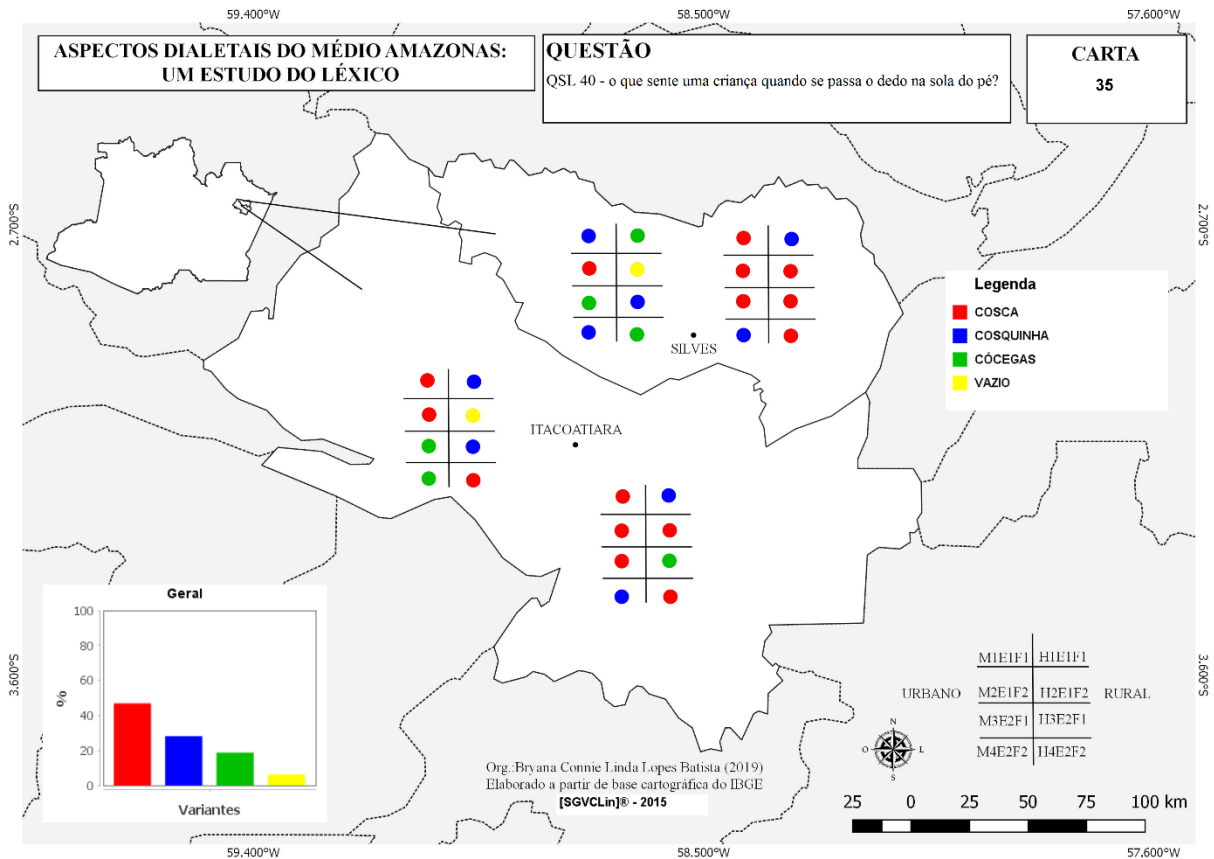 59.400°W
58.500°W
57.600°W
ASPECTOS DIALETAIS DO MÉDIO AMAZONAS:
UM ESTUDO DO LÉXICO
QUESTÃO
QSL 40 - o que sente uma criança quando se passa o dedo na sola do pé?
CARTA
35
2.700°S
2.700°S
Legenda
COSCA
COSQUINHA
CÓCEGAS
VAZIO
SILVES
ITACOATIARA
Geral
100
80
60
40
20
0
%
Variantes
3.600°S
3.600°S
M1E1F1 H1E1F1
URBANO M2E1F2 H2E1F2 RURAL
M3E2F1 H3E2F1
M4E2F2 H4E2F2
N
O L
S
Org.:Bryana Connie Linda Lopes Batista (2019)
Elaborado a partir de base cartográfica do IBGE
[SGVCLin]® - 2015
25 0 25 50 75 100 km
59.400°W
58.500°W
57.600°W